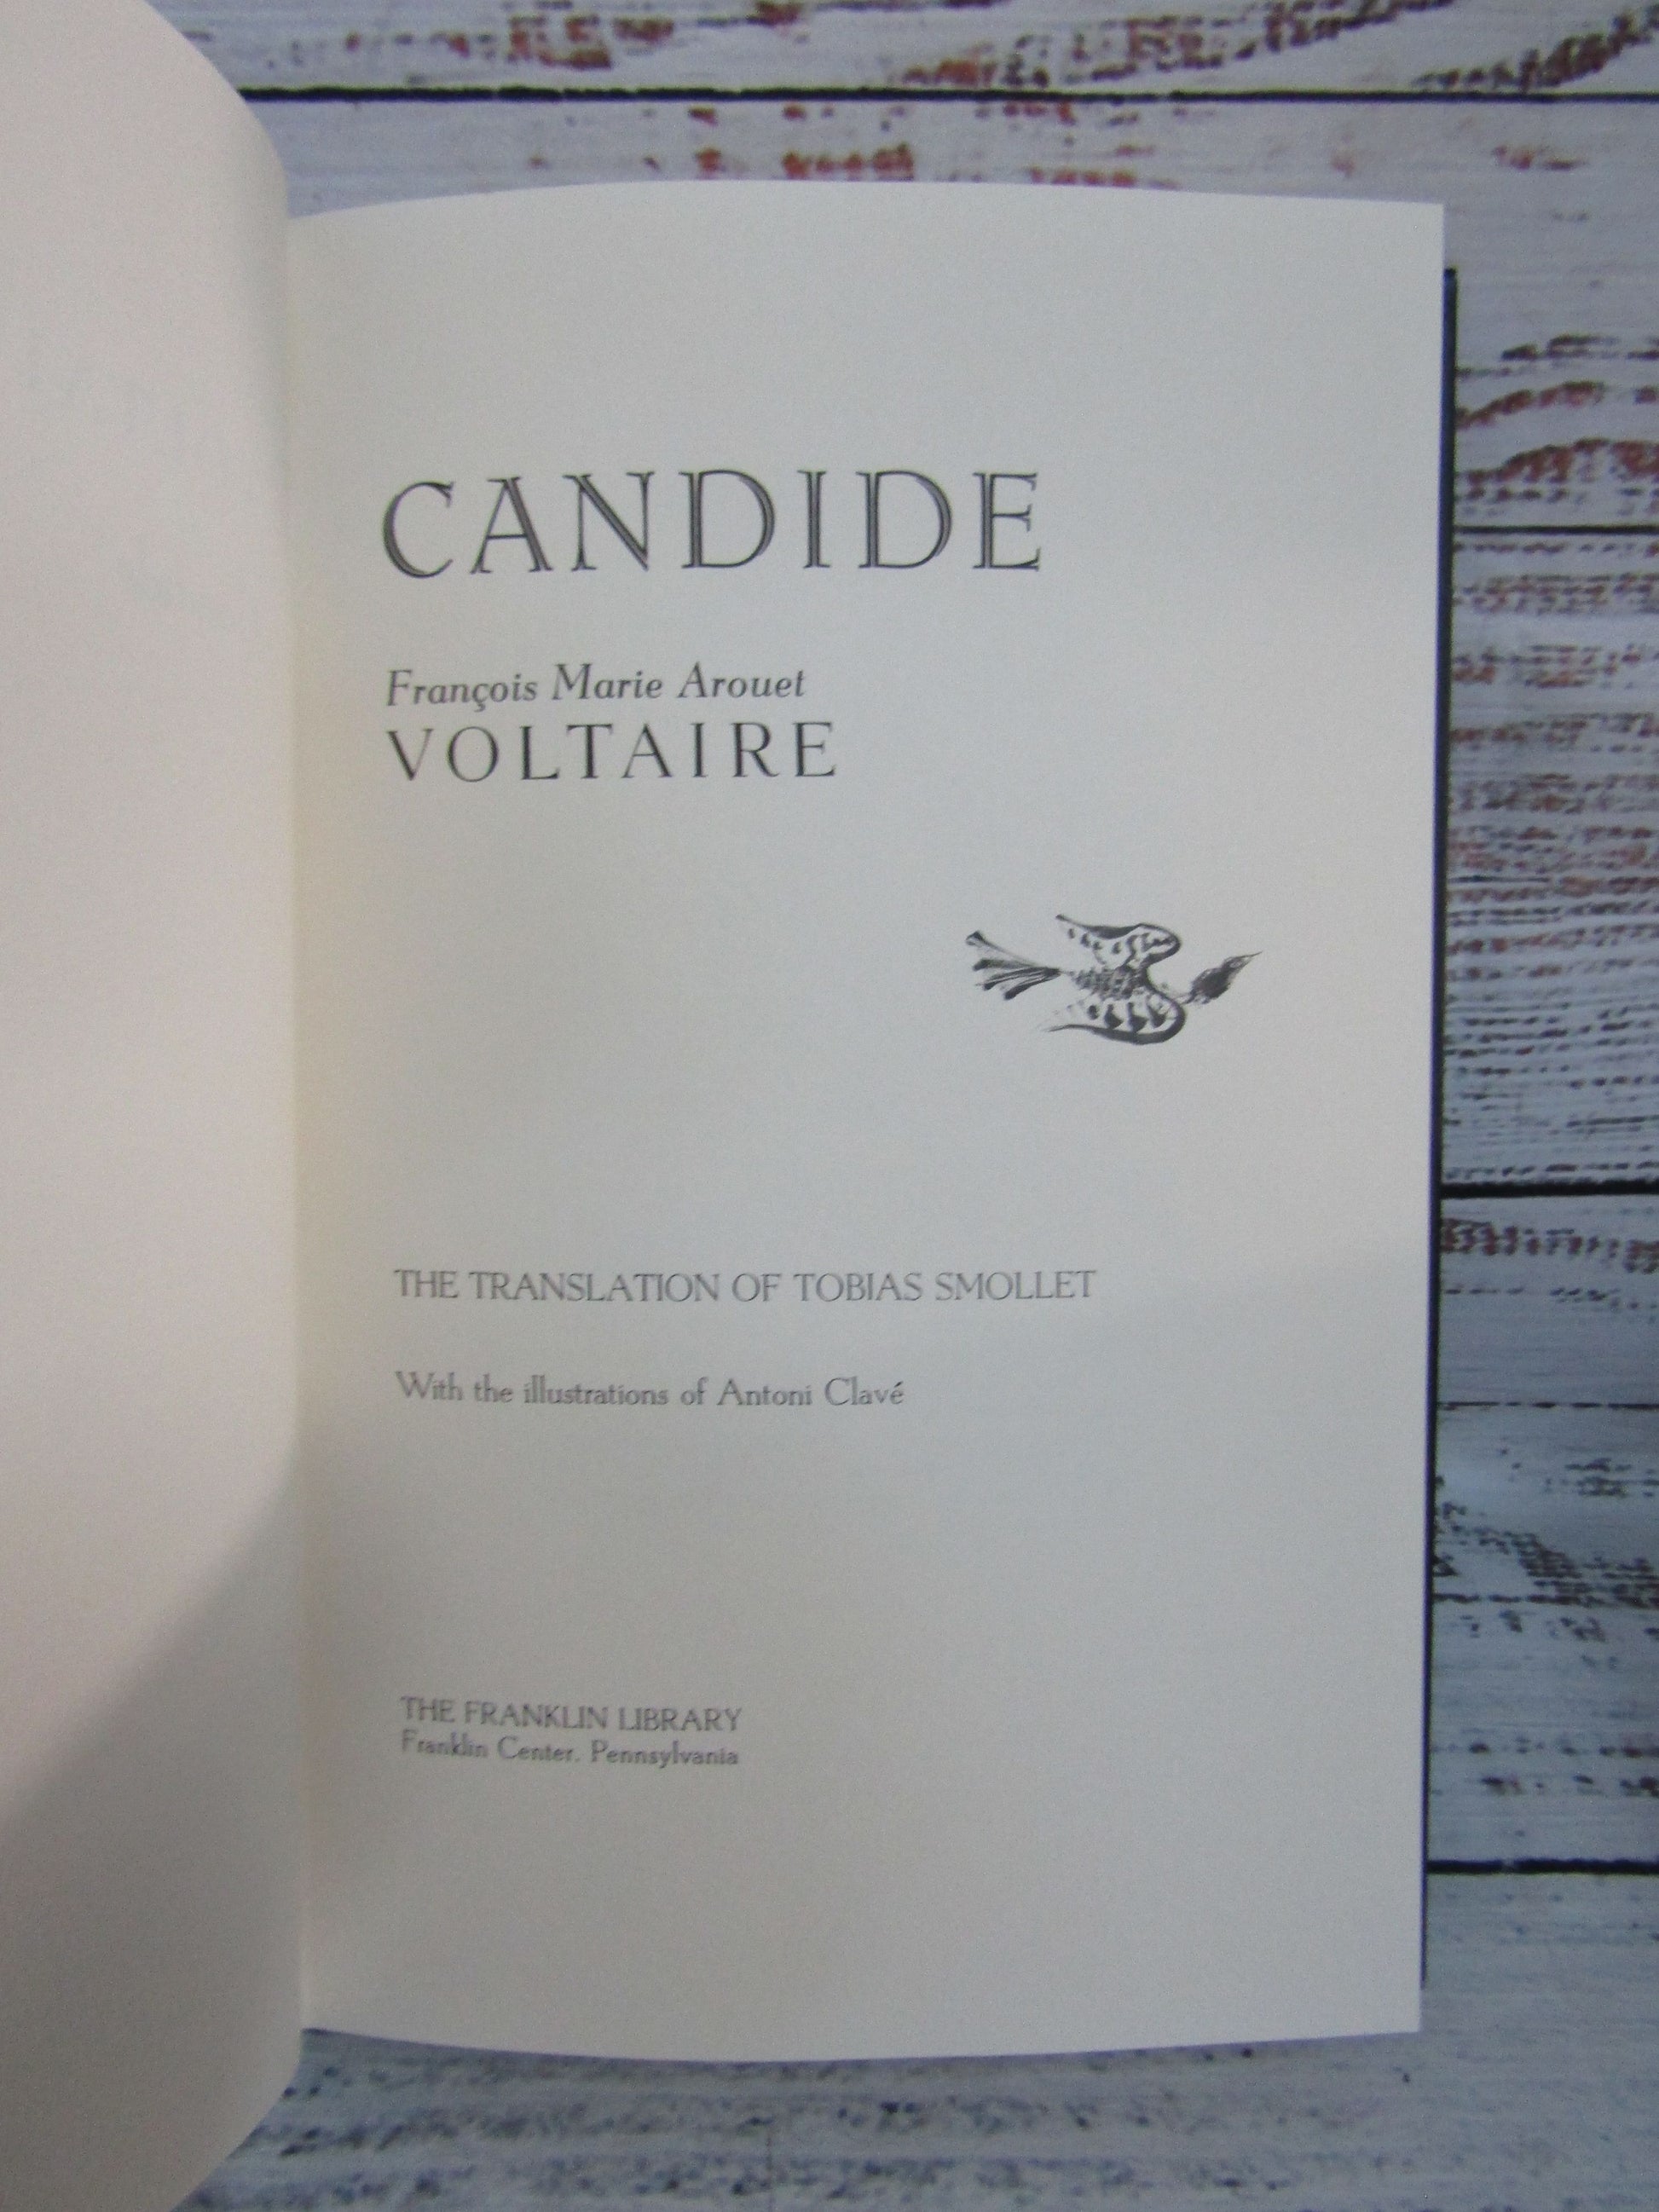 CANDIDE
François Marie Arouet
VOLTAIRE
THE TRANSLATION OF TOBIAS SMOLLET
With the illustrations of Antoni Clavé
THE FRANKLIN LIBRARY
Franklin Center, Pennsylvania